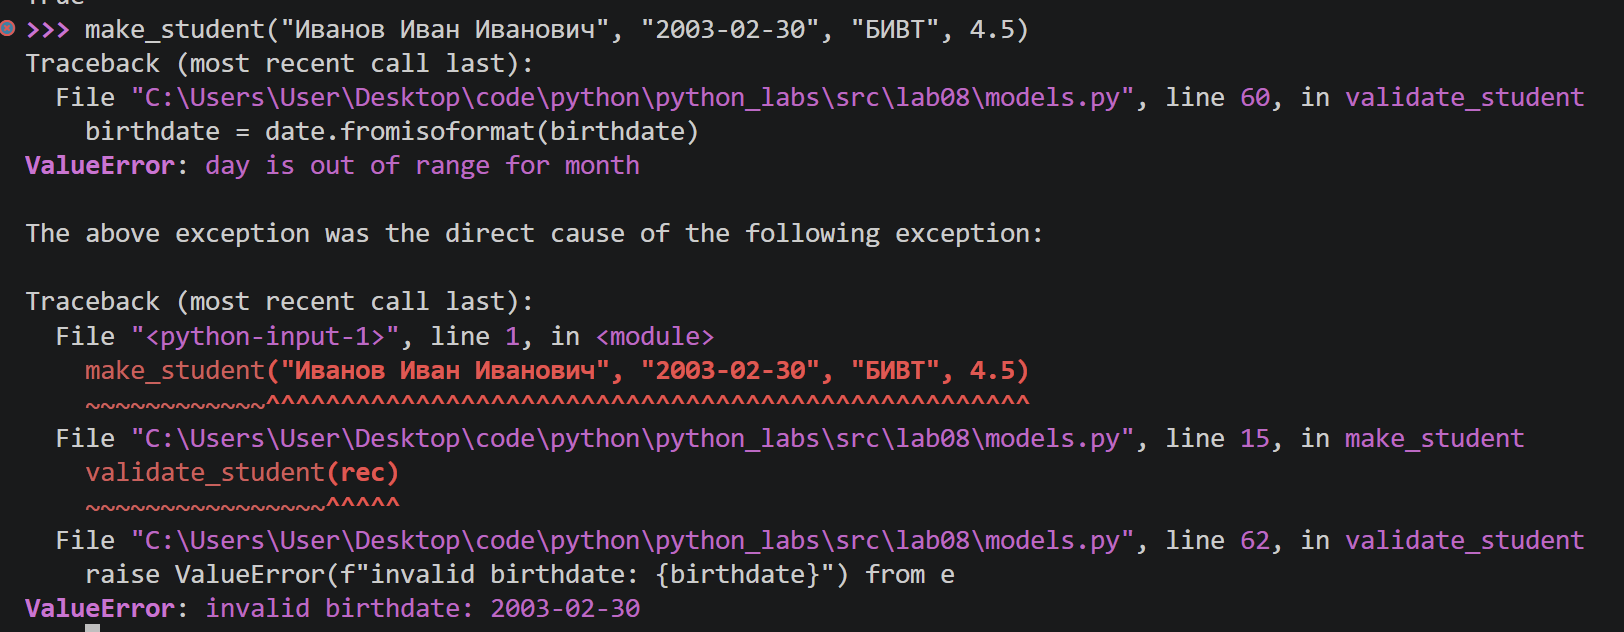 True
>>> make_student("Иванов Иван Иванович", "2003-02-30", "БИВТ", 4.5)
Traceback (most recent call last):
  File "C:\Users\User\Desktop\code\python\python_labs\src\lab08\models.py", line 60, in validate_student
    birthdate = date.fromisoformat(birthdate)
ValueError: day is out of range for month

The above exception was the direct cause of the following exception:

Traceback (most recent call last):
  File "<python-input-1>", line 1, in <module>
    make_student("Иванов Иван Иванович", "2003-02-30", "БИВТ", 4.5)
    ~~~~~~~~~~~~^^^^^^^^^^^^^^^^^^^^^^^^^^^^^^^^^^^^^^^^^^^^^^^^^^^
  File "C:\Users\User\Desktop\code\python\python_labs\src\lab08\models.py", line 15, in make_student
    validate_student(rec)
    ~~~~~~~~~~~~~~~~^^^^^
  File "C:\Users\User\Desktop\code\python\python_labs\src\lab08\models.py", line 62, in validate_student
    raise ValueError(f"invalid birthdate: {birthdate}") from e
ValueError: invalid birthdate: 2003-02-30